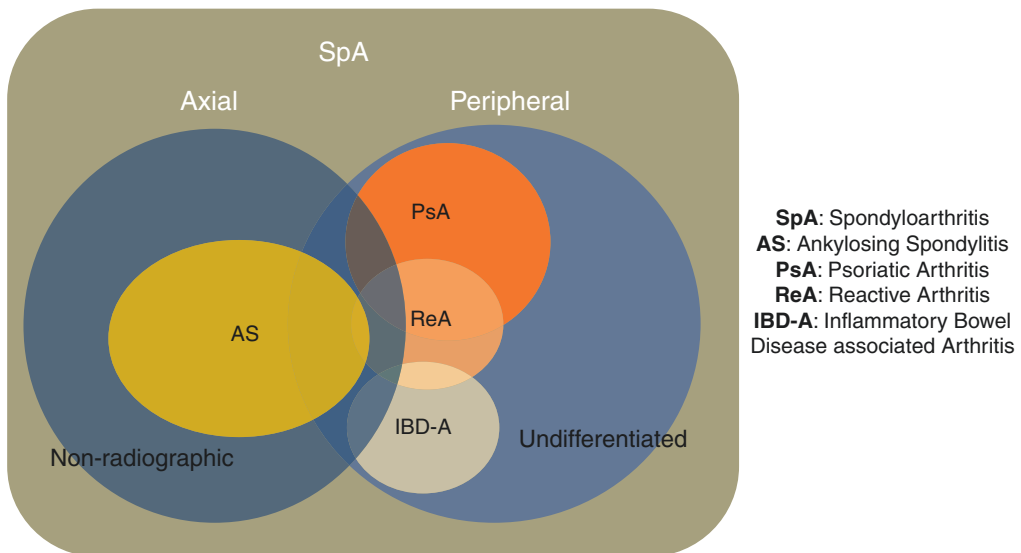 SpA
Axial
Peripheral
PsA
ReA
AS
IBD-A
Non-radiographic
Undifferentiated
SpA: Spondyloarthritis
AS: Ankylosing Spondylitis
PsA: Psoriatic Arthritis
ReA: Reactive Arthritis
IBD-A: Inflammatory Bowel
Disease associated Arthritis